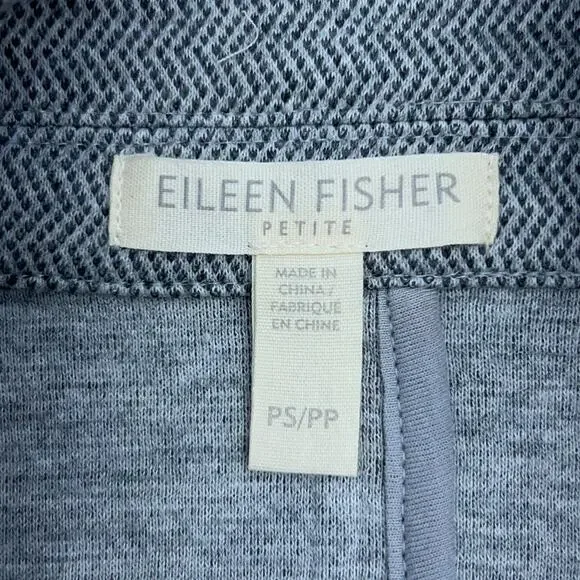 EILEEN FISHER
PETITE
MADE IN
CHINA/
FABRIQUE
EN CHINE
PS/PP